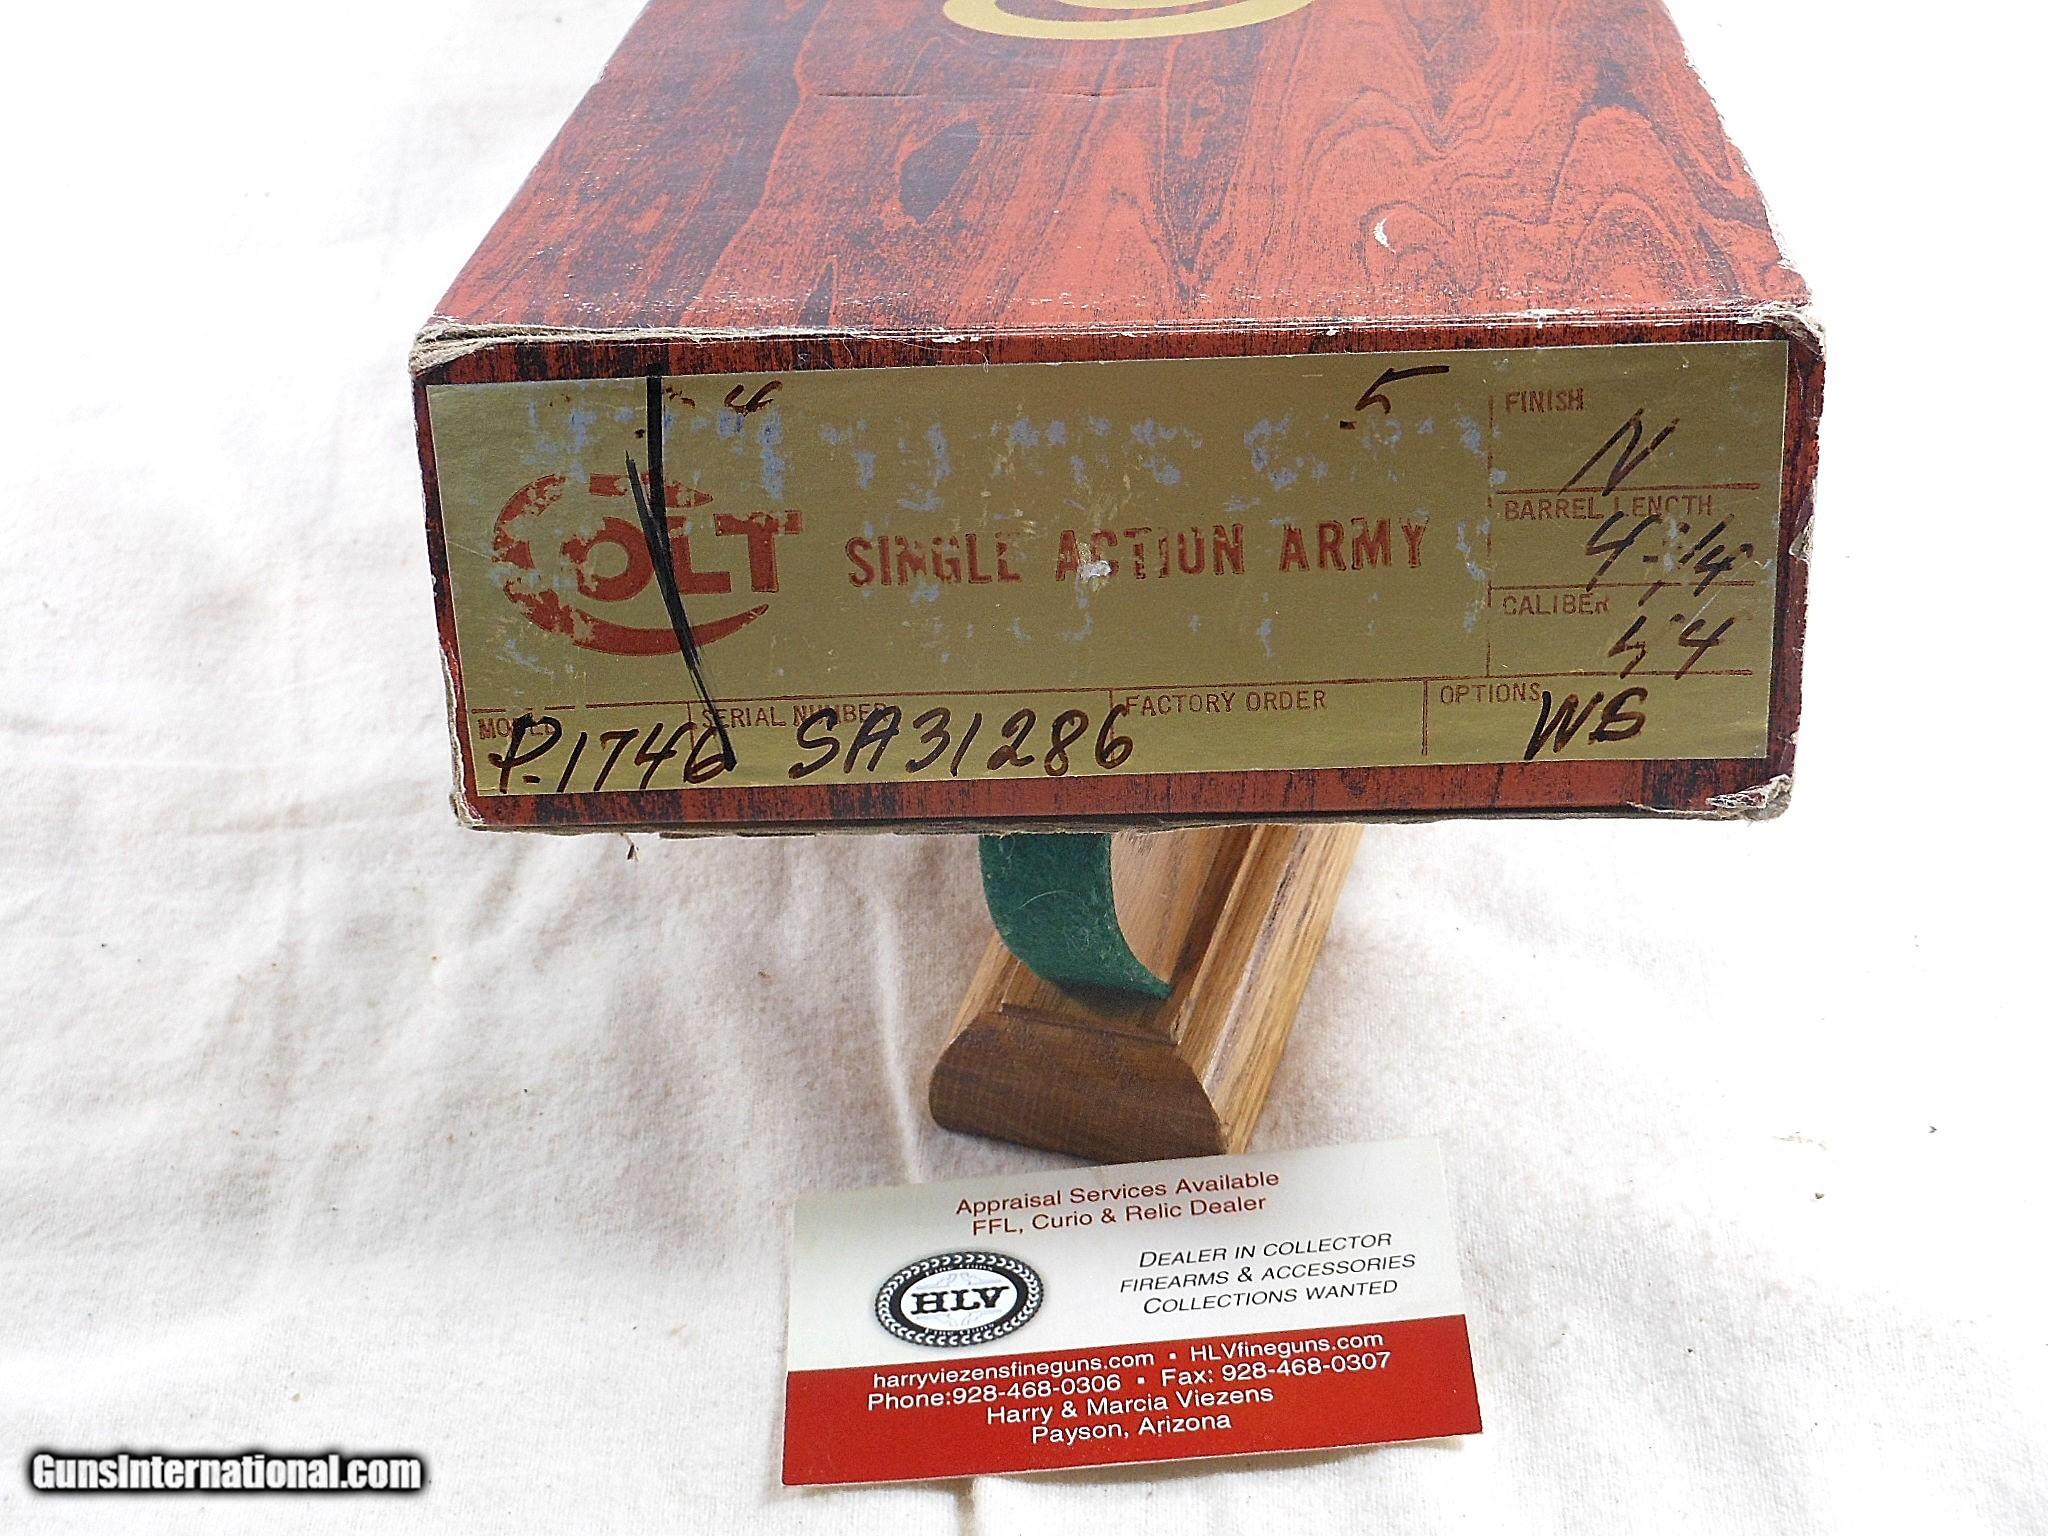 4
5
COLT
SINGLE ACTION ARMY
FINISH
N
BARREL LENGTH
4-3/4
CALIBER
44
MODEL
P-1746
SERIAL NUMBER
SA31286
FACTORY ORDER
OPTIONS
Appraisal Services Available
FFL, Curio & Relic Dealer
HLV
DEALER IN COLLECTOR
FIREARMS & ACCESSORIES
COLLECTIONS WANTED
harryviezensfineguns.com ▪ HLVfineguns.com
Phone:928-468-0306 ▪ Fax: 928-468-0307
Harry & Marcia Viezens
Payson, Arizona
GunsInternational.com